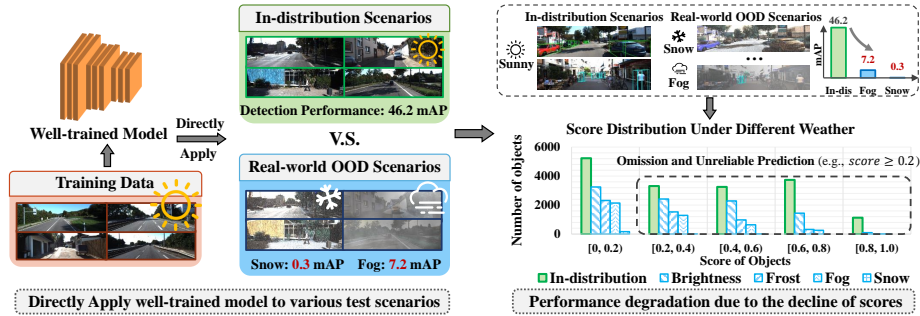 Well-trained Model
Training Data
Directly
Apply
In-distribution Scenarios
Detection Performance: 46.2 mAP
V.S.
Real-world OOD Scenarios
Snow: 0.3 mAP Fog: 7.2 mAP
Directly Apply well-trained model to various test scenarios
In-distribution Scenarios
Real-world OOD Scenarios
Sunny
Snow
Fog
...
mAP
46.2
7.2
0.3
In-dis Fog Snow
Score Distribution Under Different Weather
Omission and Unreliable Prediction (e.g., score ≥ 0.2)
Number of objects
6000
4000
2000
0
[0, 0.2) [0.2, 0.4) [0.4, 0.6) [0.6, 0.8) [0.8, 1.0)
Score of Objects
In-distribution Brightness Frost Fog Snow
Performance degradation due to the decline of scores